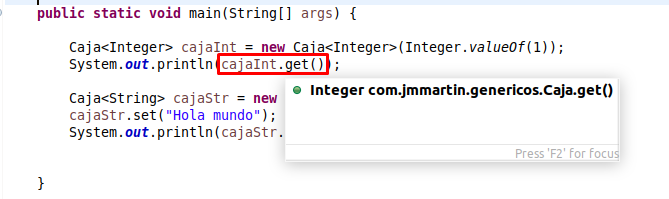 public static void main(String[] args) {
Caja<Integer> cajaInt = new Caja<Integer>(Integer.valueOf(1));
System.out.println(cajaInt.get());
Caja<String> cajaStr = new
cajaStr.set("Hola mundo");
System.out.println(cajaStr.
Integer com.jmmartin.genericos.Caja.get()
Press 'F2' for focus
}